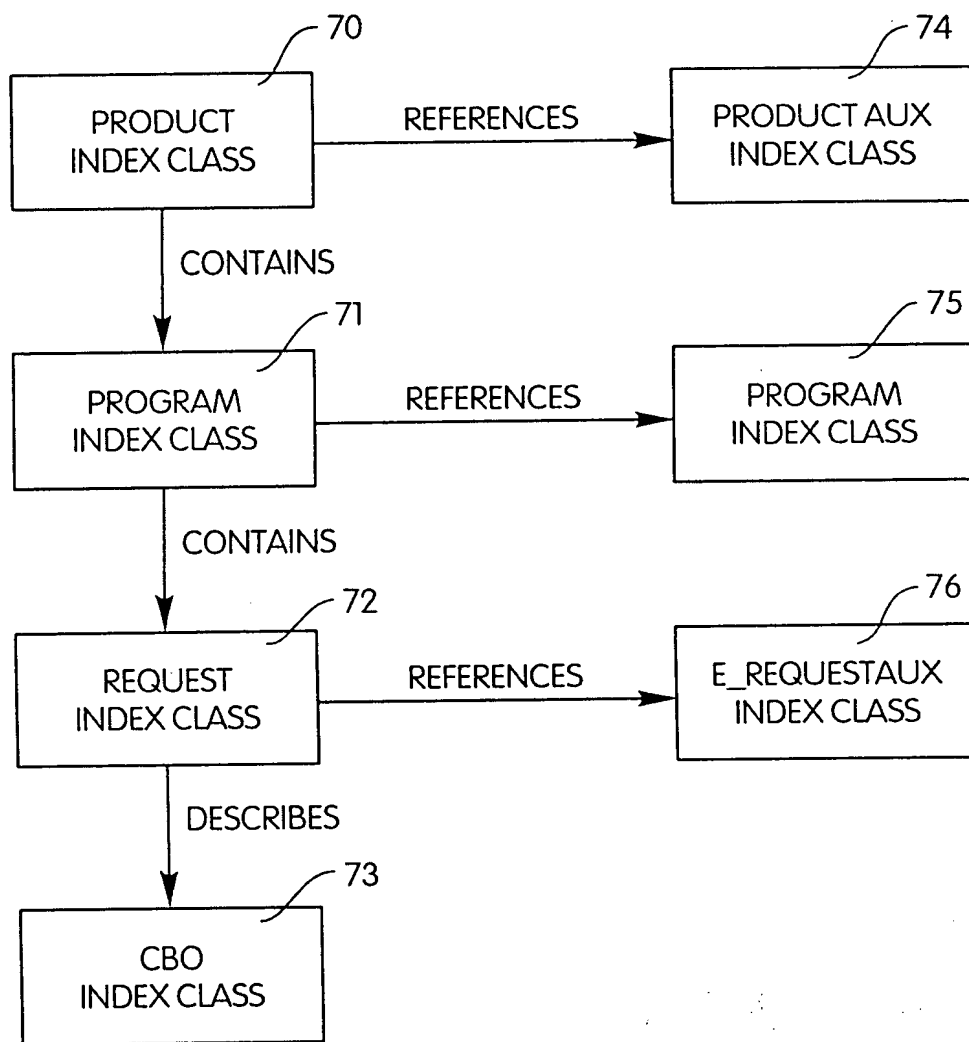 70
74
PRODUCT
INDEX CLASS
REFERENCES
PRODUCT AUX
INDEX CLASS
CONTAINS
71
75
PROGRAM
INDEX CLASS
REFERENCES
PROGRAM
INDEX CLASS
CONTAINS
72
76
REQUEST
INDEX CLASS
REFERENCES
E_REQUESTAUX
INDEX CLASS
DESCRIBES
73
CBO
INDEX CLASS